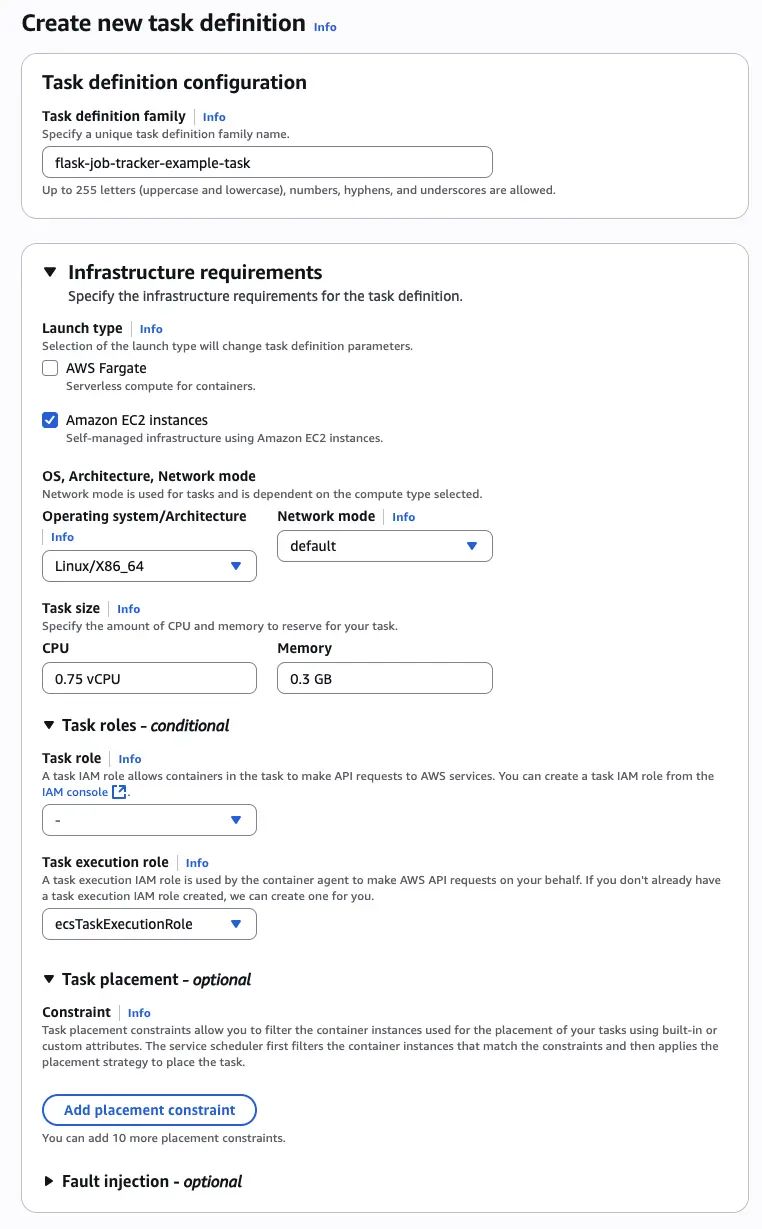 Create new task definition Info
Task definition configuration
Task definition family Info
Specify a unique task definition family name.
flask-job-tracker-example-task
Up to 255 letters (uppercase and lowercase), numbers, hyphens, and underscores are allowed.
Infrastructure requirements
Specify the infrastructure requirements for the task definition.
Launch type Info
Selection of the launch type will change task definition parameters.
AWS Fargate
Serverless compute for containers.
Amazon EC2 instances
Self-managed infrastructure using Amazon EC2 instances.
OS, Architecture, Network mode
Network mode is used for tasks and is dependent on the compute type selected.
Operating system/Architecture
Info
Linux/X86_64
Network mode Info
default
Task size Info
Specify the amount of CPU and memory to reserve for your task.
CPU
0.75 vCPU
Memory
0.3 GB
Task roles - conditional
Task role Info
A task IAM role allows containers in the task to make API requests to AWS services. You can create a task IAM role from the
IAM console.
-
Task execution role Info
A task execution IAM role is used by the container agent to make AWS API requests on your behalf. If you don't already have
a task execution IAM role created, we can create one for you.
ecsTaskExecutionRole
Task placement - optional
Constraint Info
Task placement constraints allow you to filter the container instances used for the placement of your tasks using built-in or
custom attributes. The service scheduler first filters the container instances that match the constraints and then applies the
placement strategy to place the task.
Add placement constraint
You can add 10 more placement constraints.
Fault injection - optional